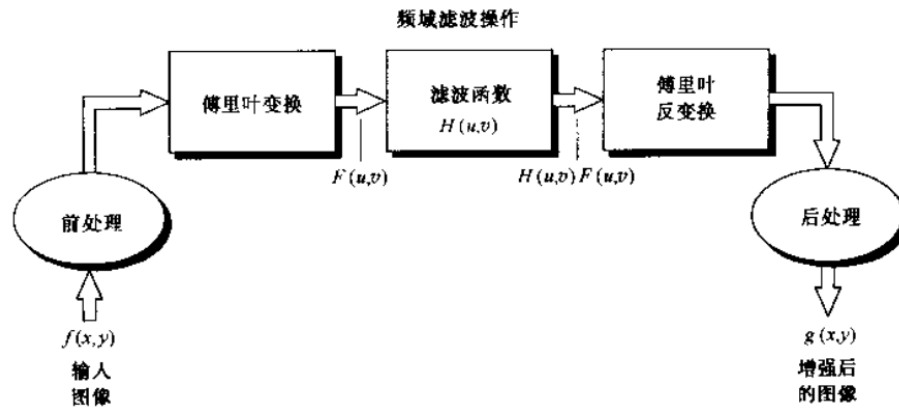 频域滤波操作
傅里叶变换
滤波函数
H(u,v)
傅里叶
反变换
F(u,v)
H(u,v)F(u,v)
前处理
后处理
f(x,y)
输入
图像
g(x,y)
增强后
的图像